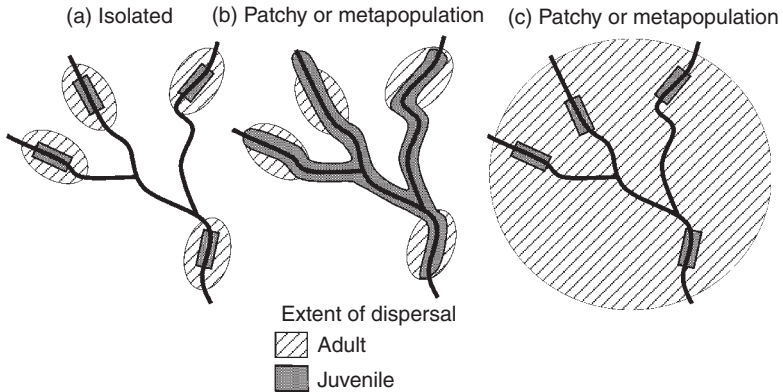 (a) Isolated
(b) Patchy or metapopulation
(c) Patchy or metapopulation
Extent of dispersal
Adult
Juvenile